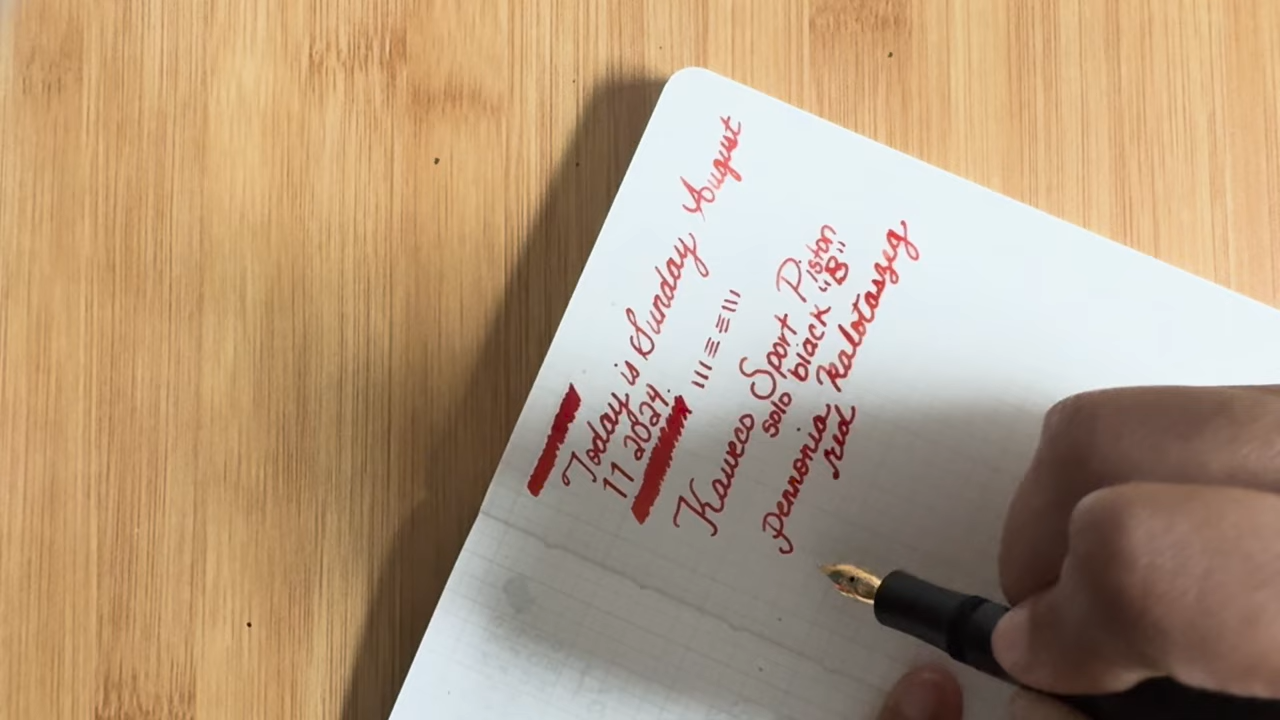 Today is Sunday August
11 2024.
Kaweco Sport Piston
solo black "B"
Pennonia Kalotaszeg
red